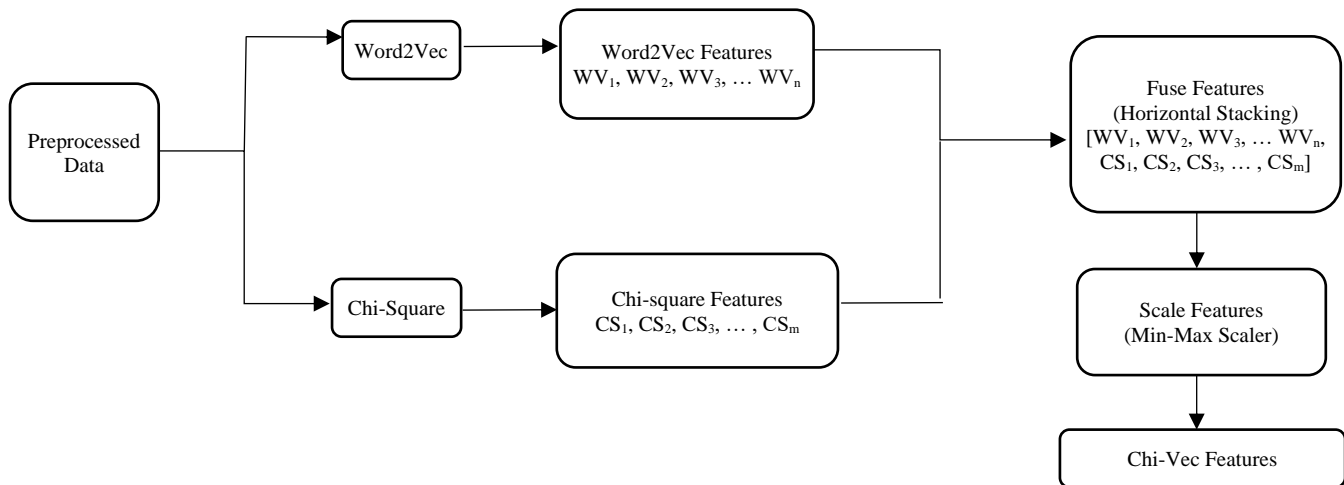 Preprocessed
Data
Word2Vec
Word2Vec Features
WV₁, WV₂, WV₃, … WVₙ
Chi-Square
Chi-square Features
CS₁, CS₂, CS₃, … , CSₘ
Fuse Features
(Horizontal Stacking)
[WV₁, WV₂, WV₃, … WVₙ,
CS₁, CS₂, CS₃, … , CSₘ]
Scale Features
(Min-Max Scaler)
Chi-Vec Features